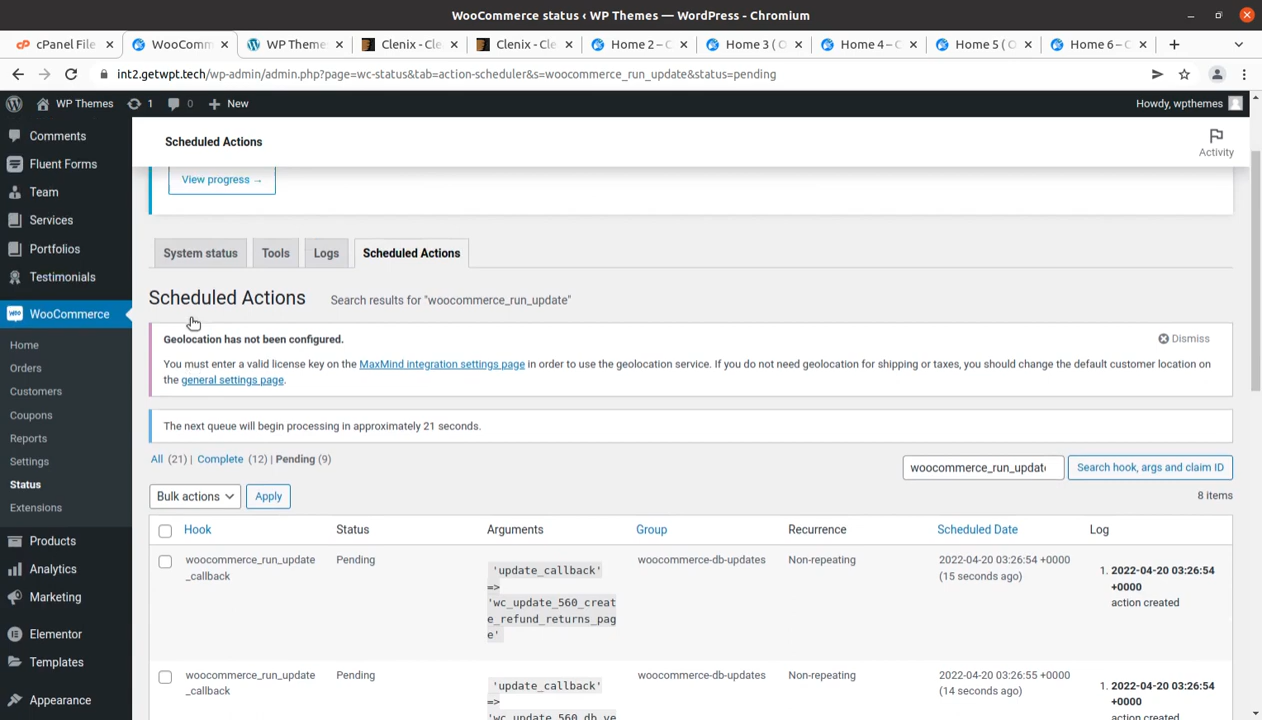 WooCommerce status ‹ WP Themes — WordPress - Chromium
cPanel File
WooComm
WP Theme
Clenix - Cle
Clenix - Cle
Home 2 – C
Home 3 ( C
Home 4 – C
Home 5 ( C
Home 6 – C
int2.getwpt.tech/wp-admin/admin.php?page=wc-status&tab=action-scheduler&s=woocommerce_run_update&status=pending
WP Themes 1 0 New
Howdy, wpthemes
Comments
Fluent Forms
Team
Services
Portfolios
Testimonials
WooCommerce
Home
Orders
Customers
Coupons
Reports
Settings
Status
Extensions
Products
Analytics
Marketing
Elementor
Templates
Appearance
Scheduled Actions
Activity
View progress →
System status
Tools
Logs
Scheduled Actions
Scheduled Actions
Search results for "woocommerce_run_update"
Geolocation has not been configured.
Dismiss
You must enter a valid license key on the MaxMind integration settings page in order to use the geolocation service. If you do not need geolocation for shipping or taxes, you should change the default customer location on
the general settings page.
The next queue will begin processing in approximately 21 seconds.
All (21) | Complete (12) | Pending (9)
woocommerce_run_updat
Search hook, args and claim ID
Bulk actions
Apply
8 items
Hook
Status
Arguments
Group
Recurrence
Scheduled Date
Log
woocommerce_run_update
_callback
Pending
'update_callback'
=>
'wc_update_560_creat
e_refund_returns_pag
e'
woocommerce-db-updates
Non-repeating
2022-04-20 03:26:54 +0000
(15 seconds ago)
1. 2022-04-20 03:26:54
+0000
action created
woocommerce_run_update
_callback
Pending
'update_callback'
=>
'wc_update_560_db_ve
woocommerce-db-updates
Non-repeating
2022-04-20 03:26:55 +0000
(14 seconds ago)
1. 2022-04-20 03:26:54
+0000
action created